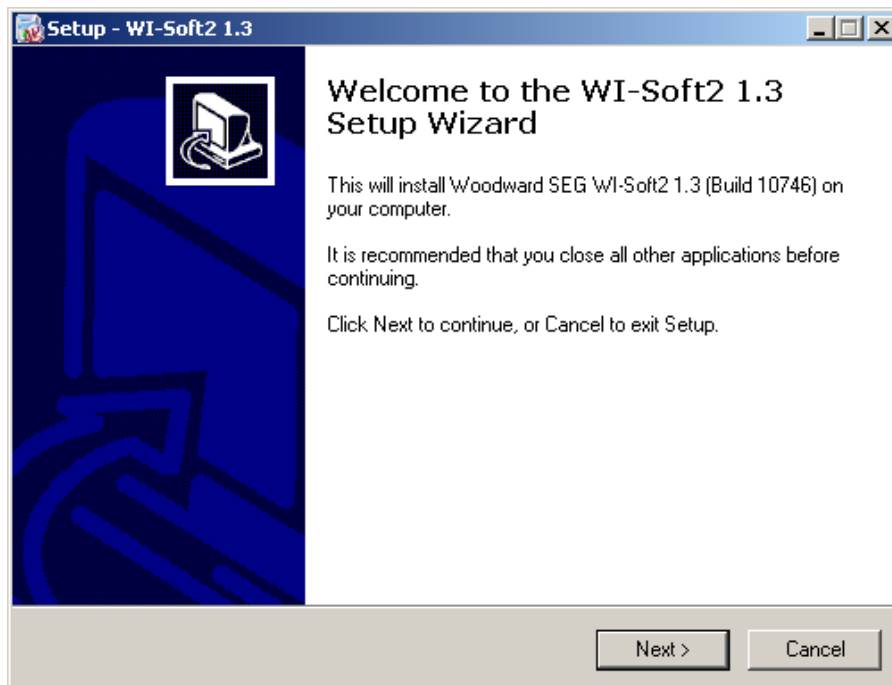 Setup - WI-Soft2 1.3
Welcome to the WI-Soft2 1.3
Setup Wizard
This will install Woodward SEG WI-Soft2 1.3 (Build 10746) on
your computer.
It is recommended that you close all other applications before
continuing.
Click Next to continue, or Cancel to exit Setup.
Next >
Cancel